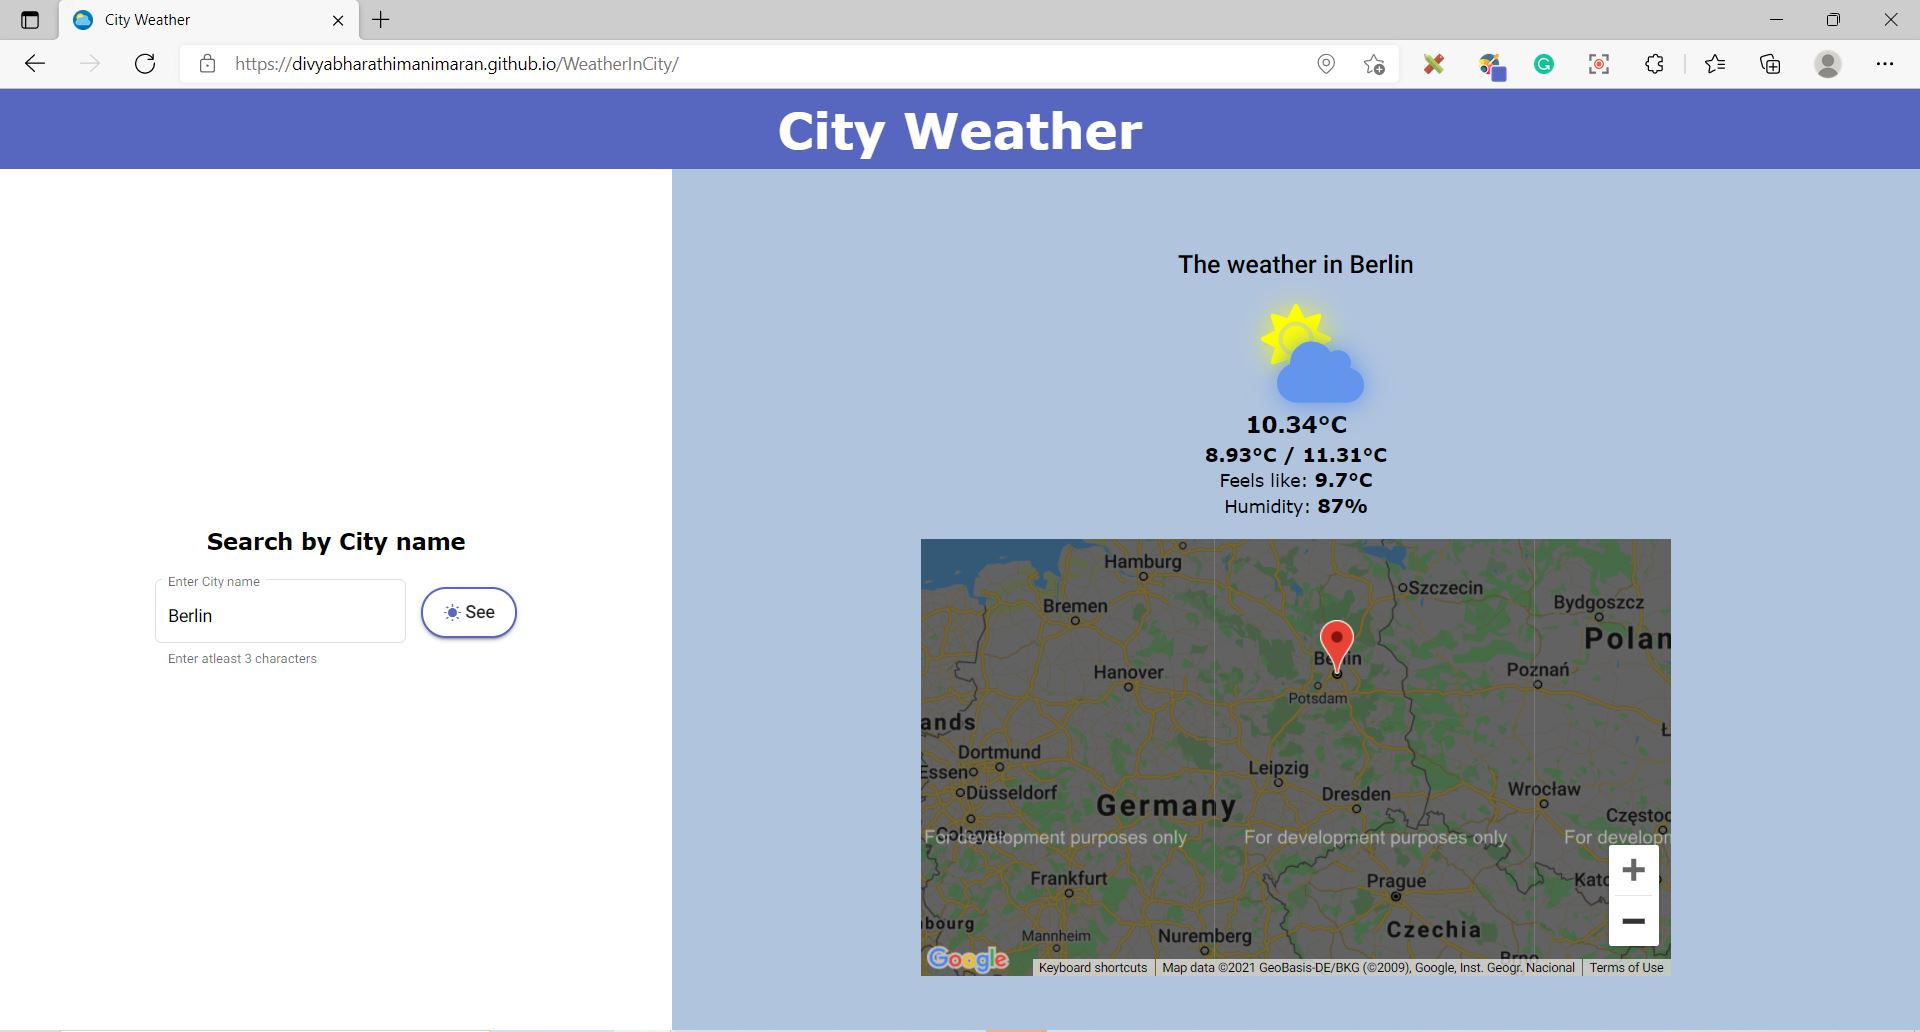 City Weather
https://divyabharathimanimaran.github.io/WeatherInCity/
City Weather
Search by City name
Enter City name
Berlin
See
Enter atleast 3 characters
The weather in Berlin
10.34°C
8.93°C / 11.31°C
Feels like: 9.7°C
Humidity: 87%
Hamburg
Szczecin
Bremen
Bydgoszcz
Polan
Berlin
Hanover
Poznań
Potsdam
ands
Dortmund
Essen
Leipzig
Düsseldorf
Dresden
Wrocław
Germany
Często
Cologne
For development purposes only
For development purposes only
For develop
Frankfurt
Prague
Kato
bourg
Mannheim
Nuremberg
Czechia
Brno
Google
Keyboard shortcuts
Map data ©2021 GeoBasis-DE/BKG (©2009), Google, Inst. Geogr. Nacional
Terms of Use